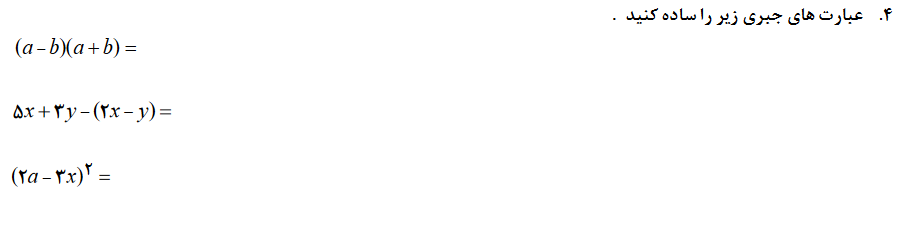 ۴. عبارت های جبری زیر را ساده کنید .
(a-b)(a+b)=
۵x+۳y-(۲x-y)=
(۲a-۳x)^۲ =